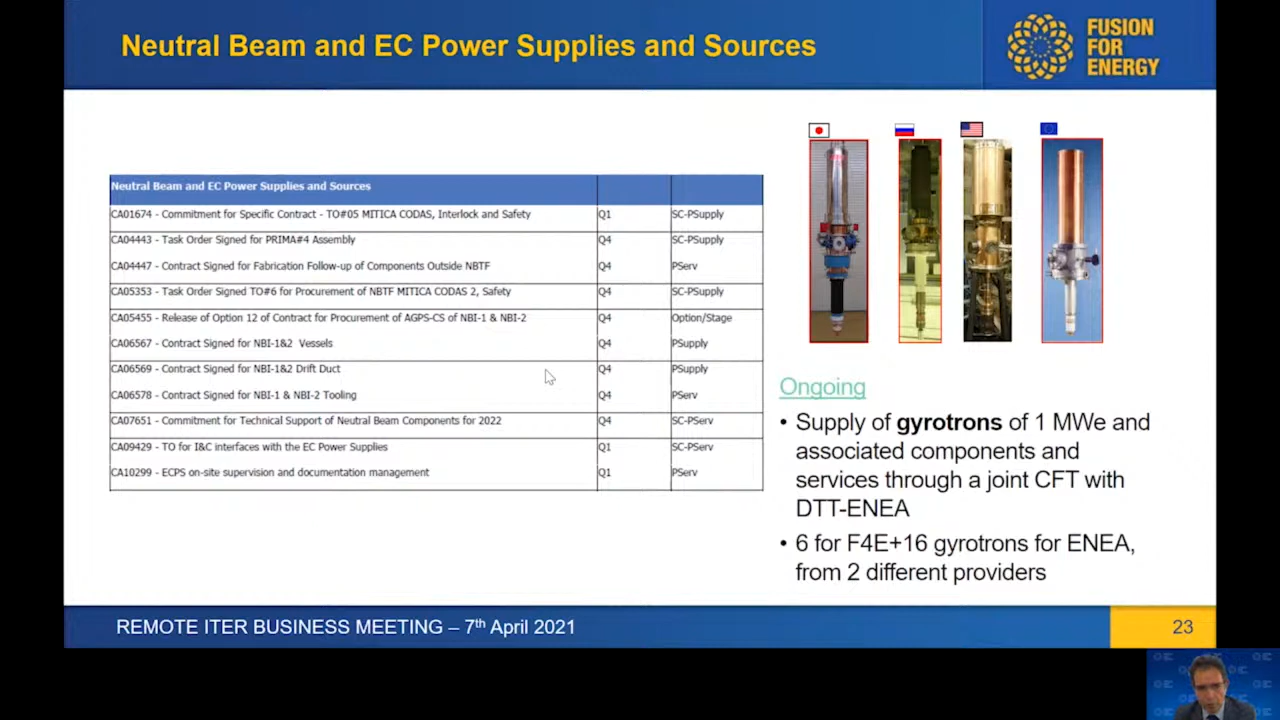 Neutral Beam and EC Power Supplies and Sources
FUSION
FOR
ENERGY
Neutral Beam and EC Power Supplies and Sources
CA01674 - Commitment for Specific Contract - TO#05 MITICA CODAS, Interlock and Safety Q1 SC-PSupply
CA04443 - Task Order Signed for PRIMA#4 Assembly Q4 SC-PSupply
CA04447 - Contract Signed for Fabrication Follow-up of Components Outside NBTF Q4 PServ
CA05353 - Task Order Signed TO#6 for Procurement of NBTF MITICA CODAS 2, Safety Q4 SC-PSupply
CA05455 - Release of Option 12 of Contract for Procurement of AGPS-CS of NBI-1 & NBI-2 Q4 Option/Stage
CA06567 - Contract Signed for NBI-1&2 Vessels Q4 PSupply
CA06569 - Contract Signed for NBI-1&2 Drift Duct Q4 PSupply
CA06578 - Contract Signed for NBI-1 & NBI-2 Tooling Q4 PServ
CA07651 - Commitment for Technical Support of Neutral Beam Components for 2022 Q4 SC-PServ
CA09429 - TO for I&C interfaces with the EC Power Supplies Q1 SC-PServ
CA10299 - ECPS on-site supervision and documentation management Q1 PServ
Ongoing
• Supply of gyrotrons of 1 MWe and
associated components and
services through a joint CFT with
DTT-ENEA
• 6 for F4E+16 gyrotrons for ENEA,
from 2 different providers
REMOTE ITER BUSINESS MEETING – 7th April 2021
23